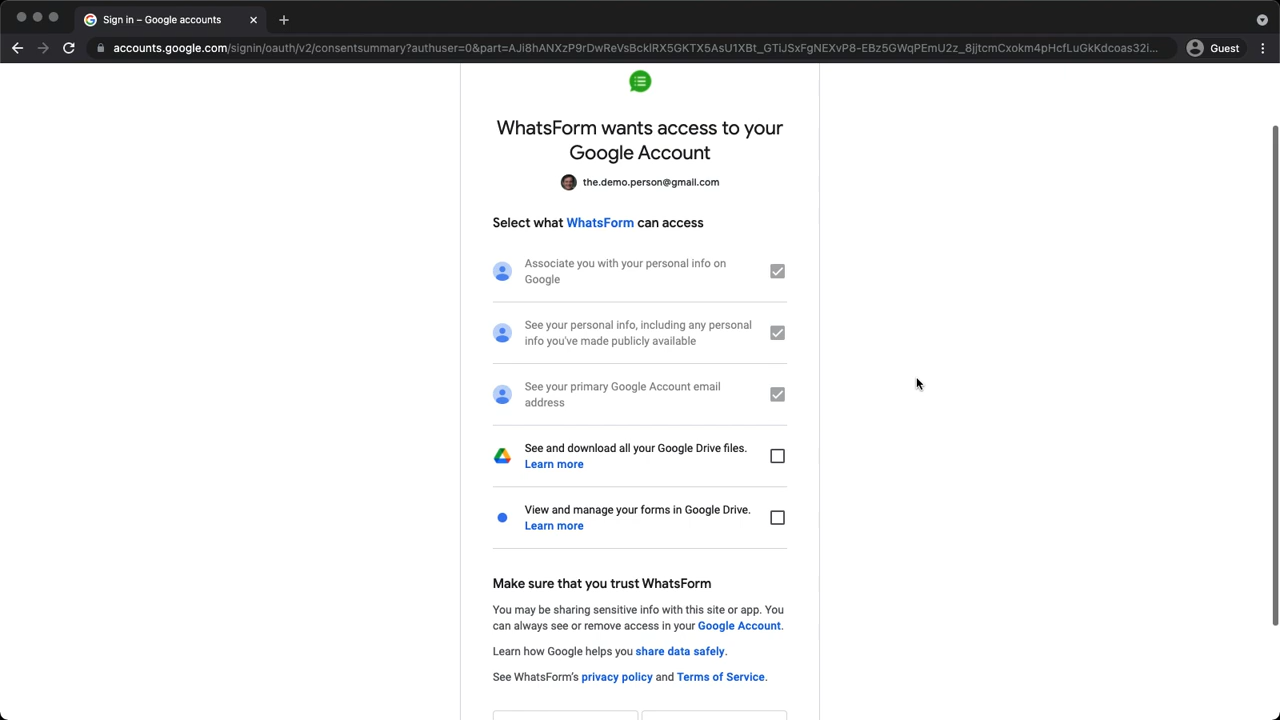 Sign in – Google accounts
accounts.google.com/signin/oauth/v2/consentsummary?authuser=0&part=AJi8hANXzP9rDwReVsBckIRX5GKTX5AsU1XBt_GTiJSxFgNEXvP8-EBz5GWqPEmU2z_8jjtcmCxokm4pHcfLuGkKdcoas32i...
Guest
WhatsForm wants access to your
Google Account
the.demo.person@gmail.com
Select what WhatsForm can access
Associate you with your personal info on
Google
See your personal info, including any personal
info you've made publicly available
See your primary Google Account email
address
See and download all your Google Drive files.
Learn more
View and manage your forms in Google Drive.
Learn more
Make sure that you trust WhatsForm
You may be sharing sensitive info with this site or app. You
can always see or remove access in your Google Account.
Learn how Google helps you share data safely.
See WhatsForm's privacy policy and Terms of Service.